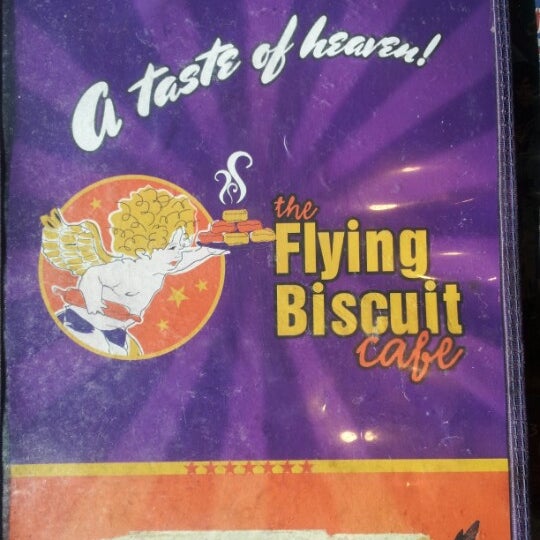 A taste of heaven!
the
Flying
Biscuit
cafe